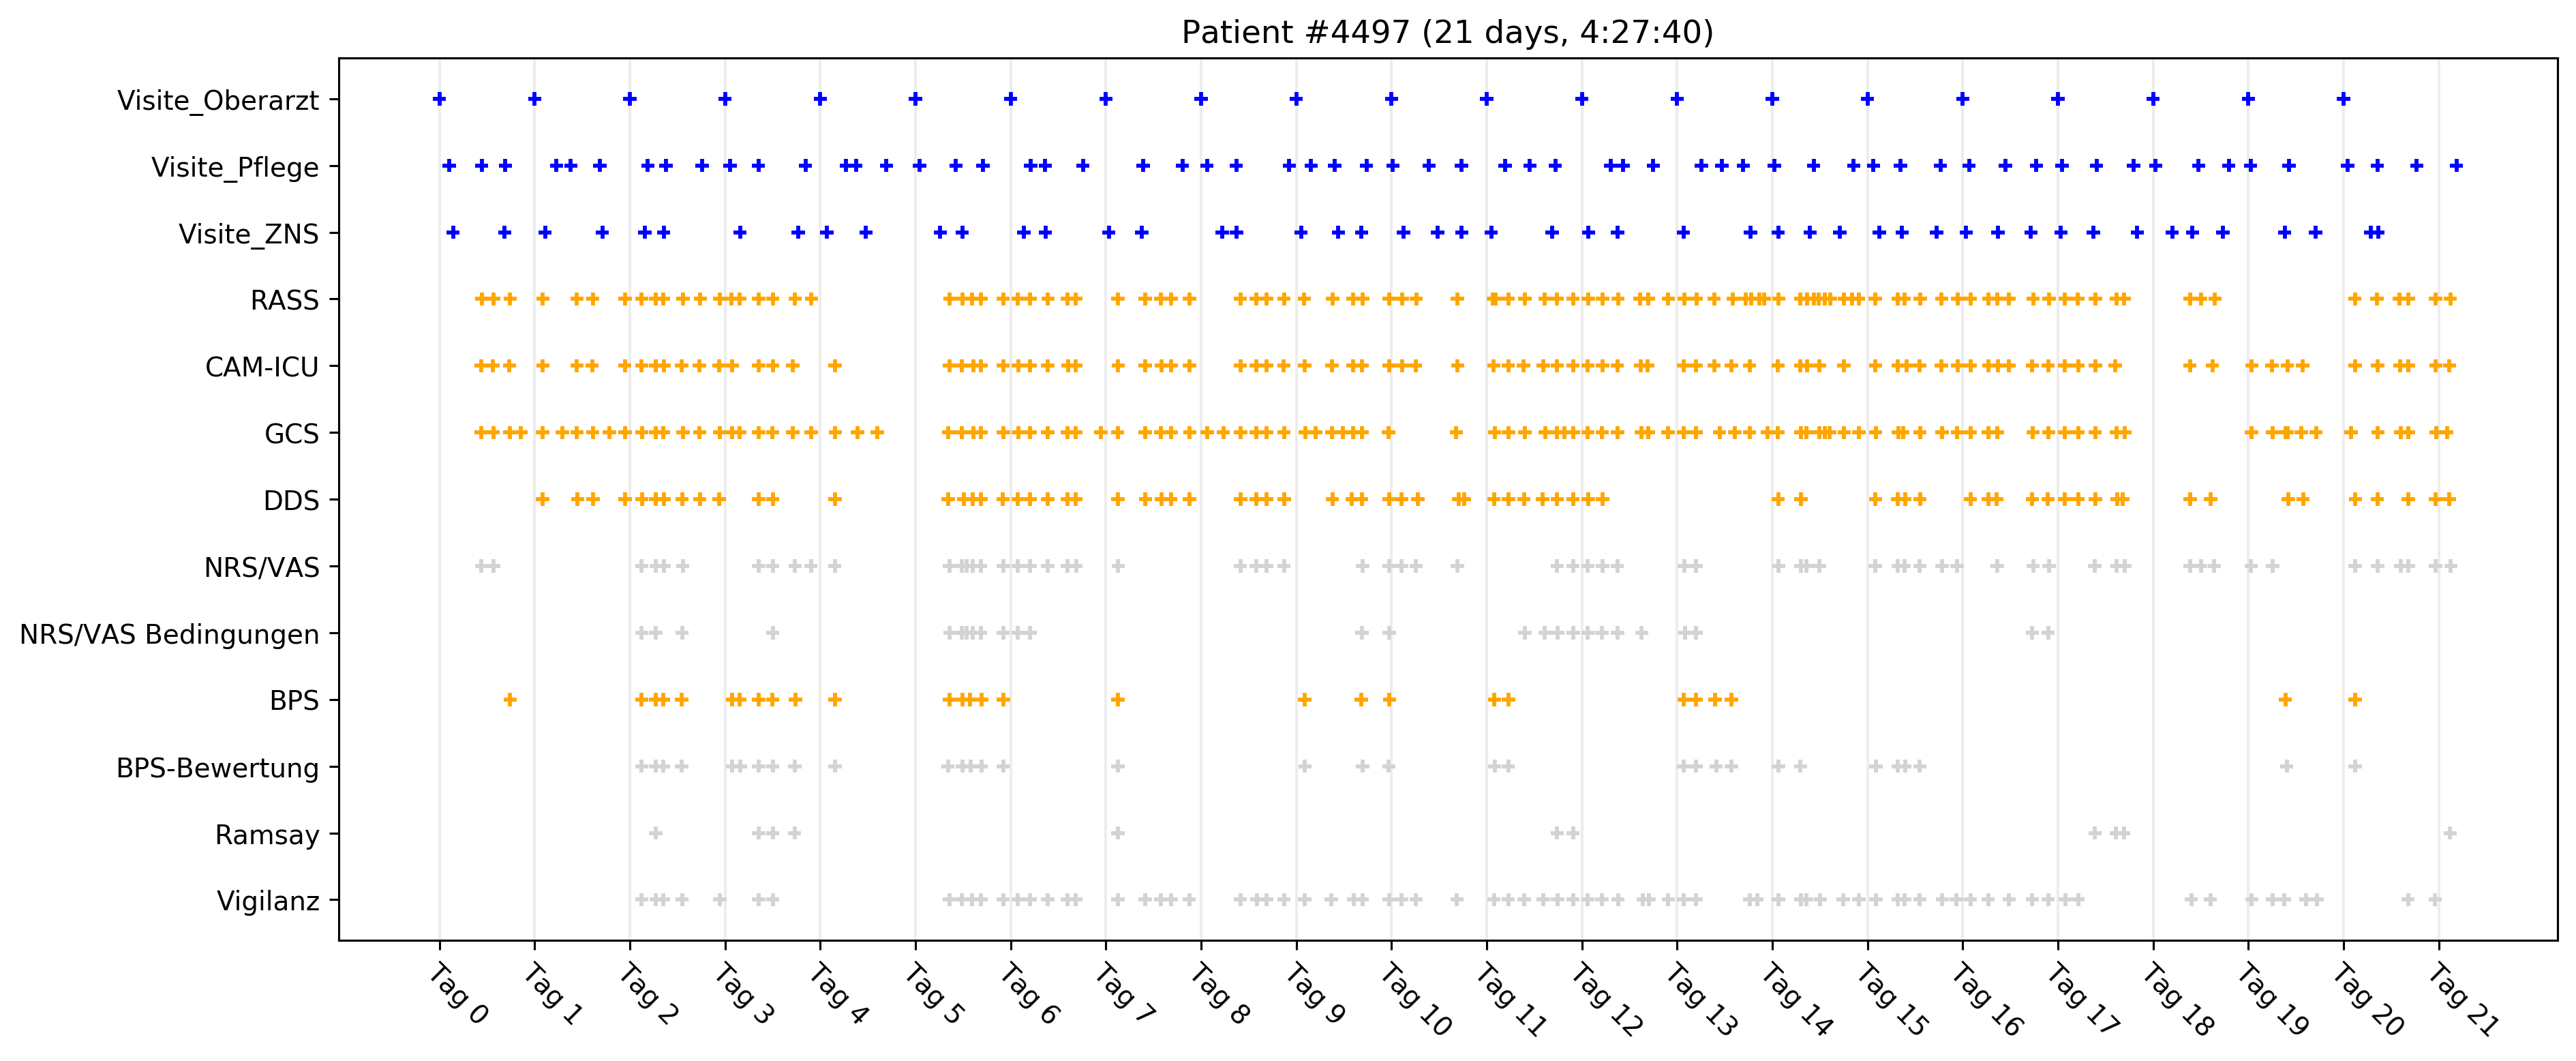 Patient #4497 (21 days, 4:27:40)
Visite_Oberarzt
Visite_Pflege
Visite_ZNS
RASS
CAM-ICU
GCS
DDS
NRS/VAS
NRS/VAS Bedingungen
BPS
BPS-Bewertung
Ramsay
Vigilanz
Tag 0
Tag 1
Tag 2
Tag 3
Tag 4
Tag 5
Tag 6
Tag 7
Tag 8
Tag 9
Tag 10
Tag 11
Tag 12
Tag 13
Tag 14
Tag 15
Tag 16
Tag 17
Tag 18
Tag 19
Tag 20
Tag 21